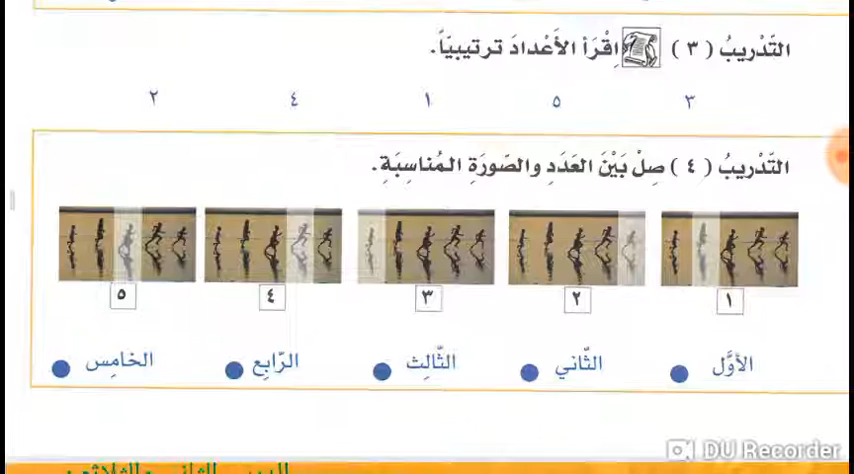 التَّدْرِيبُ ( ٣ ) اِقْرَأ الأَعْدادَ تَرتيبيّاً.
٣ ٥ ١ ٤ ٢
التَّدْرِيبُ ( ٤ ) صِلْ بَيْنَ العَدَدِ والصّورَةِ المُناسِبَةِ.
١ ٢ ٣ ٤ ٥
الأوَّل الثَّاني الثَّالِث الرَّابِع الخامِس
DU Recorder